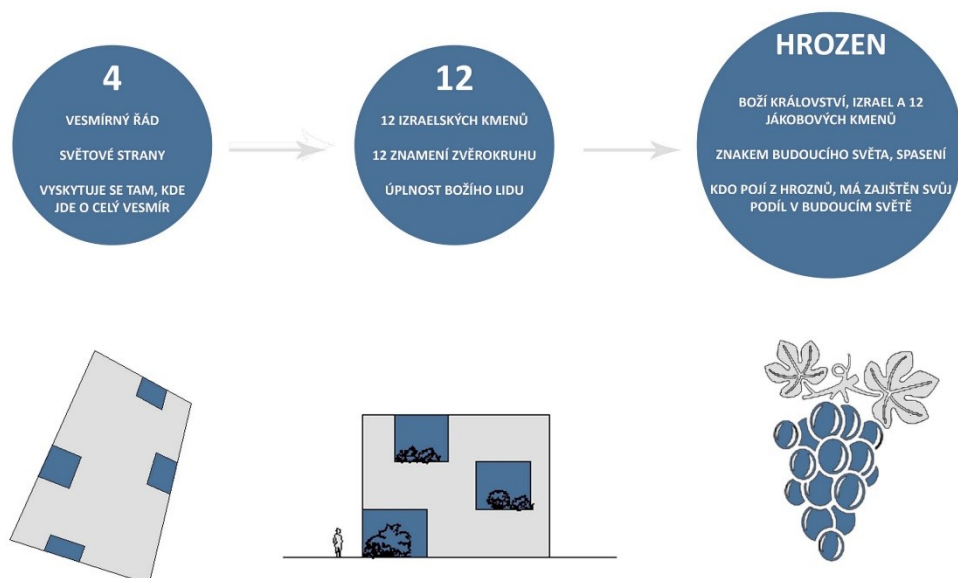 4
VESMÍRNÝ ŘÁD
SVĚTOVÉ STRANY
VYSKYTUJE SE TAM, KDE
JDE O CELÝ VESMÍR
12
12 IZRAELSKÝCH KMENŮ
12 ZNAMENÍ ZVĚROKRUHU
ÚPLNOST BOŽÍHO LIDU
HROZEN
BOŽÍ KRÁLOVSTVÍ, IZRAEL A 12
JÁKOBOVÝCH KMENŮ
ZNAKEM BUDOUCÍHO SVĚTA, SPASENÍ
KDO POJÍ Z HROZNŮ, MÁ ZAJIŠTĚN SVŮJ
PODÍL V BUDOUCÍM SVĚTĚ